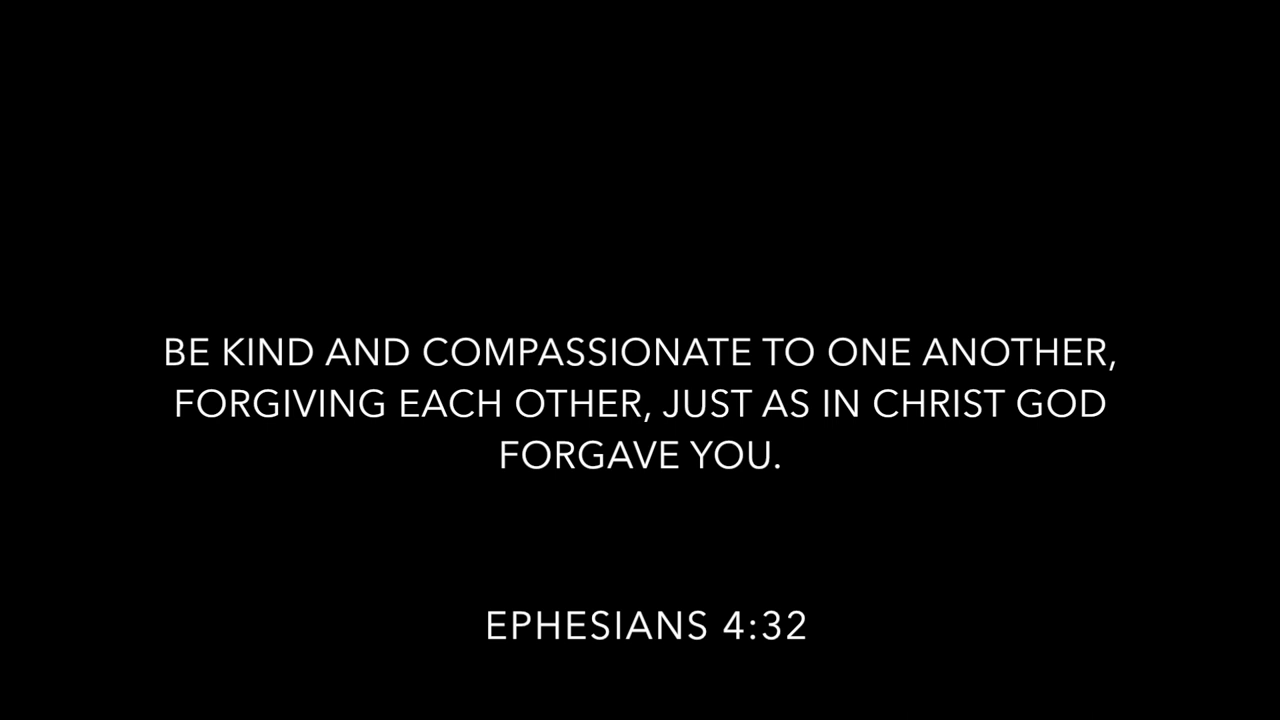 BE KIND AND COMPASSIONATE TO ONE ANOTHER,
FORGIVING EACH OTHER, JUST AS IN CHRIST GOD
FORGAVE YOU.
EPHESIANS 4:32